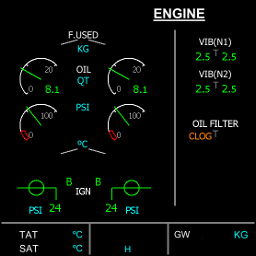 ENGINE
F.USED
KG
VIB(N1)
2.5 T 2.5
20 OIL 20
0 8.1 QT 0 8.1
VIB(N2)
2.5 T 2.5
100 PSI 100
0 0
OIL FILTER
CLOG T
°C
B B
IGN
PSI 24 24 PSI
TAT °C GW KG
SAT °C H